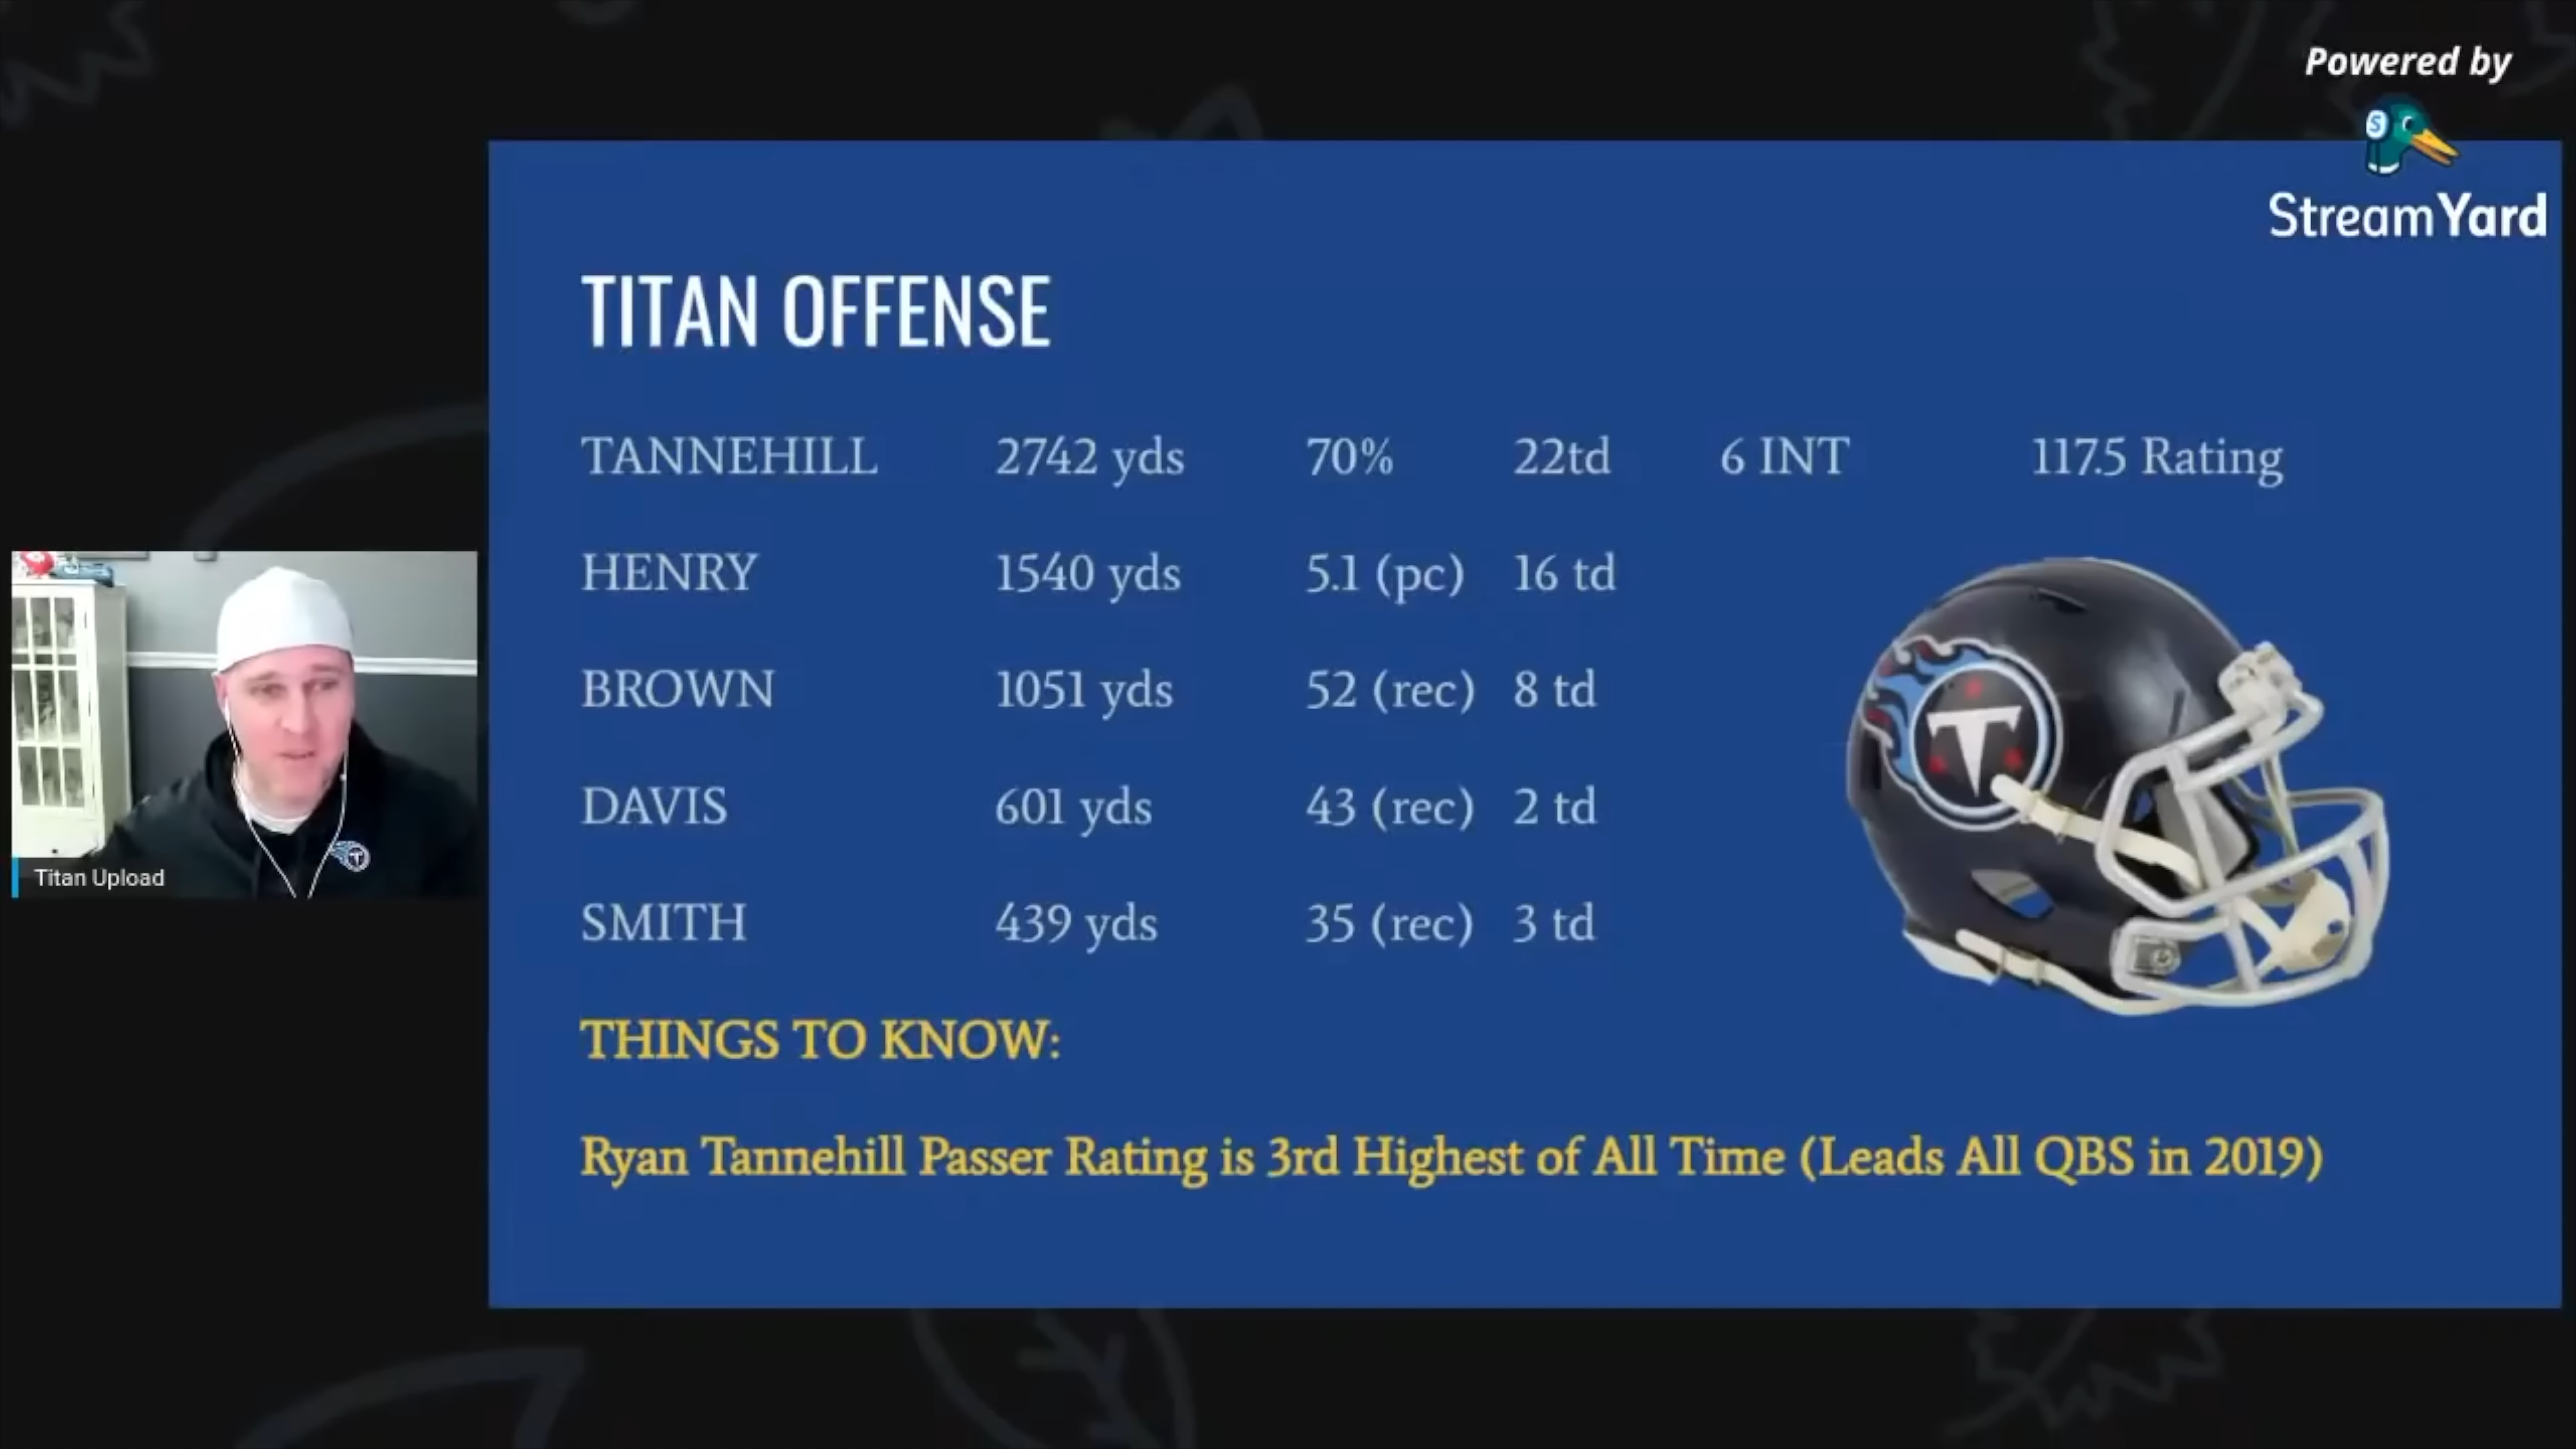 Powered by
StreamYard
TITAN OFFENSE
TANNEHILL 2742 yds 70% 22td 6 INT 117.5 Rating
HENRY 1540 yds 5.1 (pc) 16 td
BROWN 1051 yds 52 (rec) 8 td
DAVIS 601 yds 43 (rec) 2 td
SMITH 439 yds 35 (rec) 3 td
THINGS TO KNOW:
Ryan Tannehill Passer Rating is 3rd Highest of All Time (Leads All QBS in 2019)
Titan Upload
S
T
T